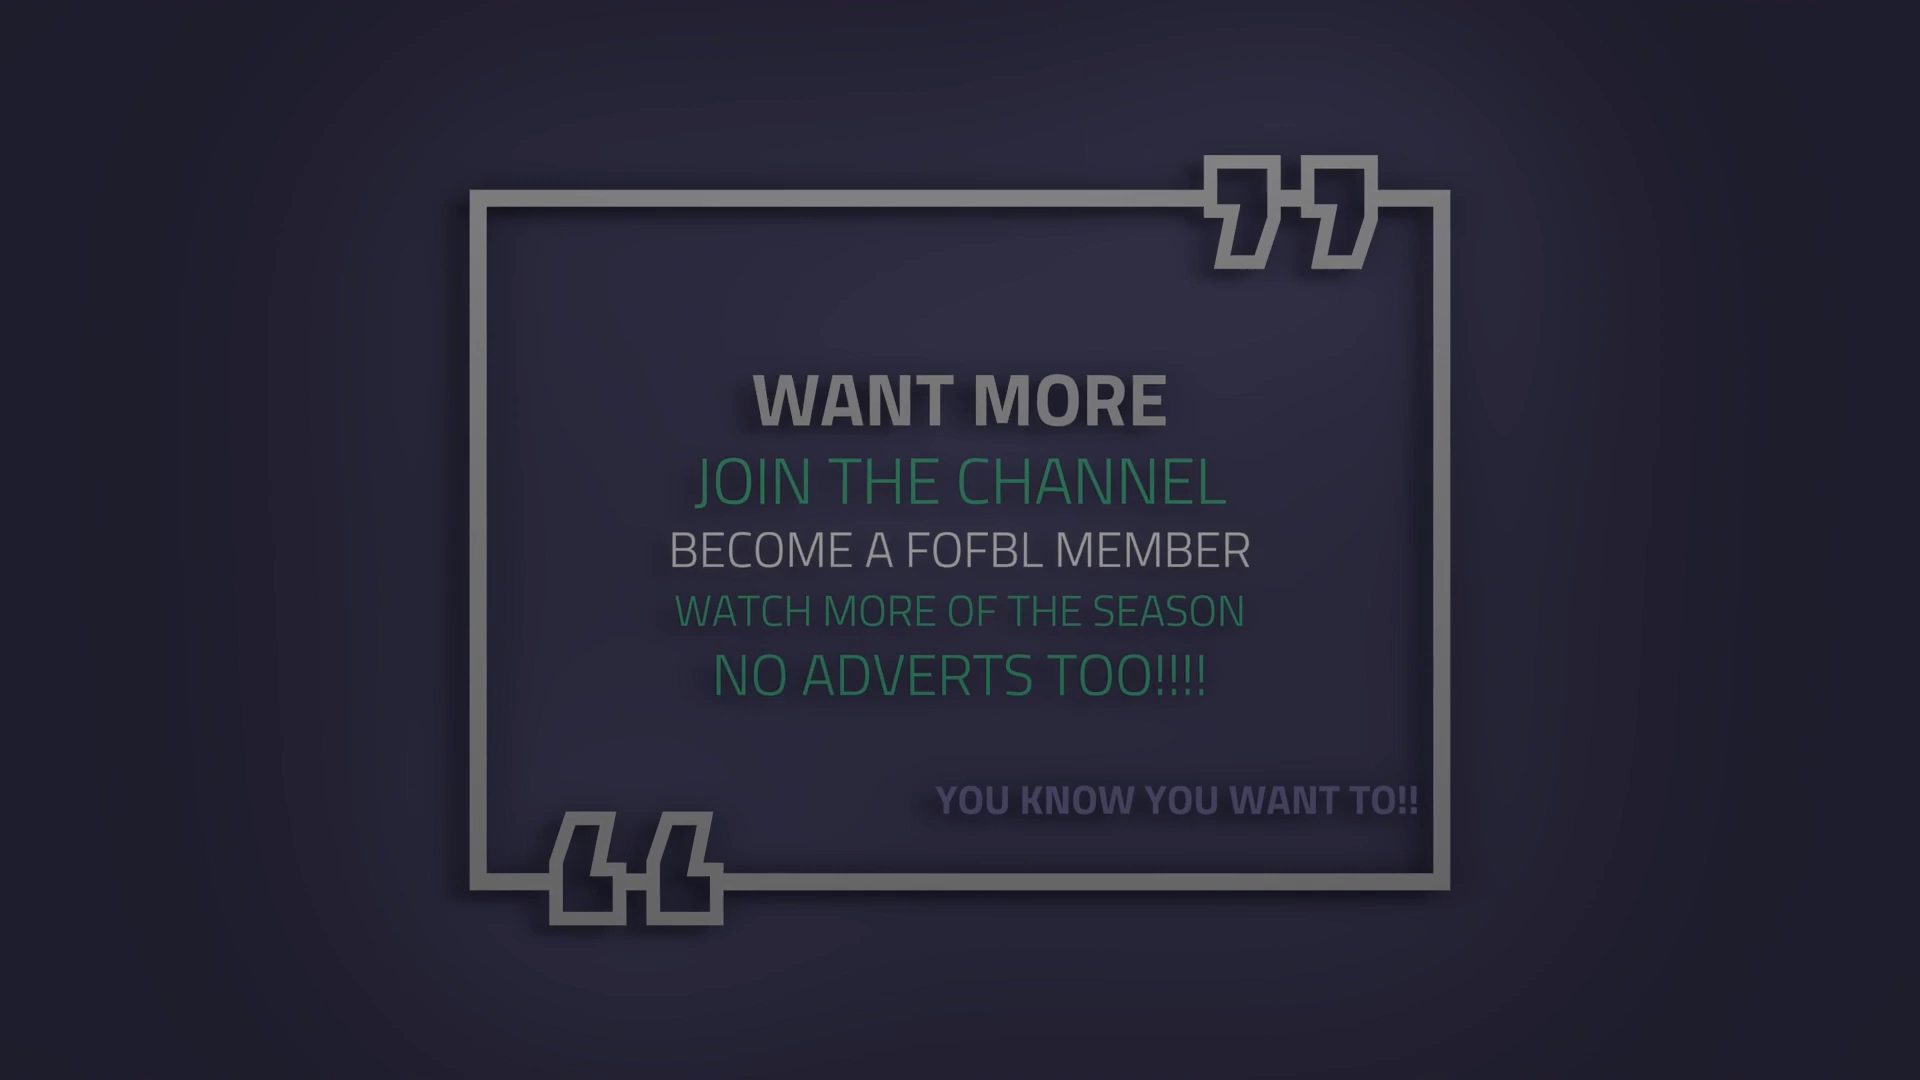 WANT MORE
JOIN THE CHANNEL
BECOME A FOFBL MEMBER
WATCH MORE OF THE SEASON
NO ADVERTS TOO!!!!
YOU KNOW YOU WANT TO!!